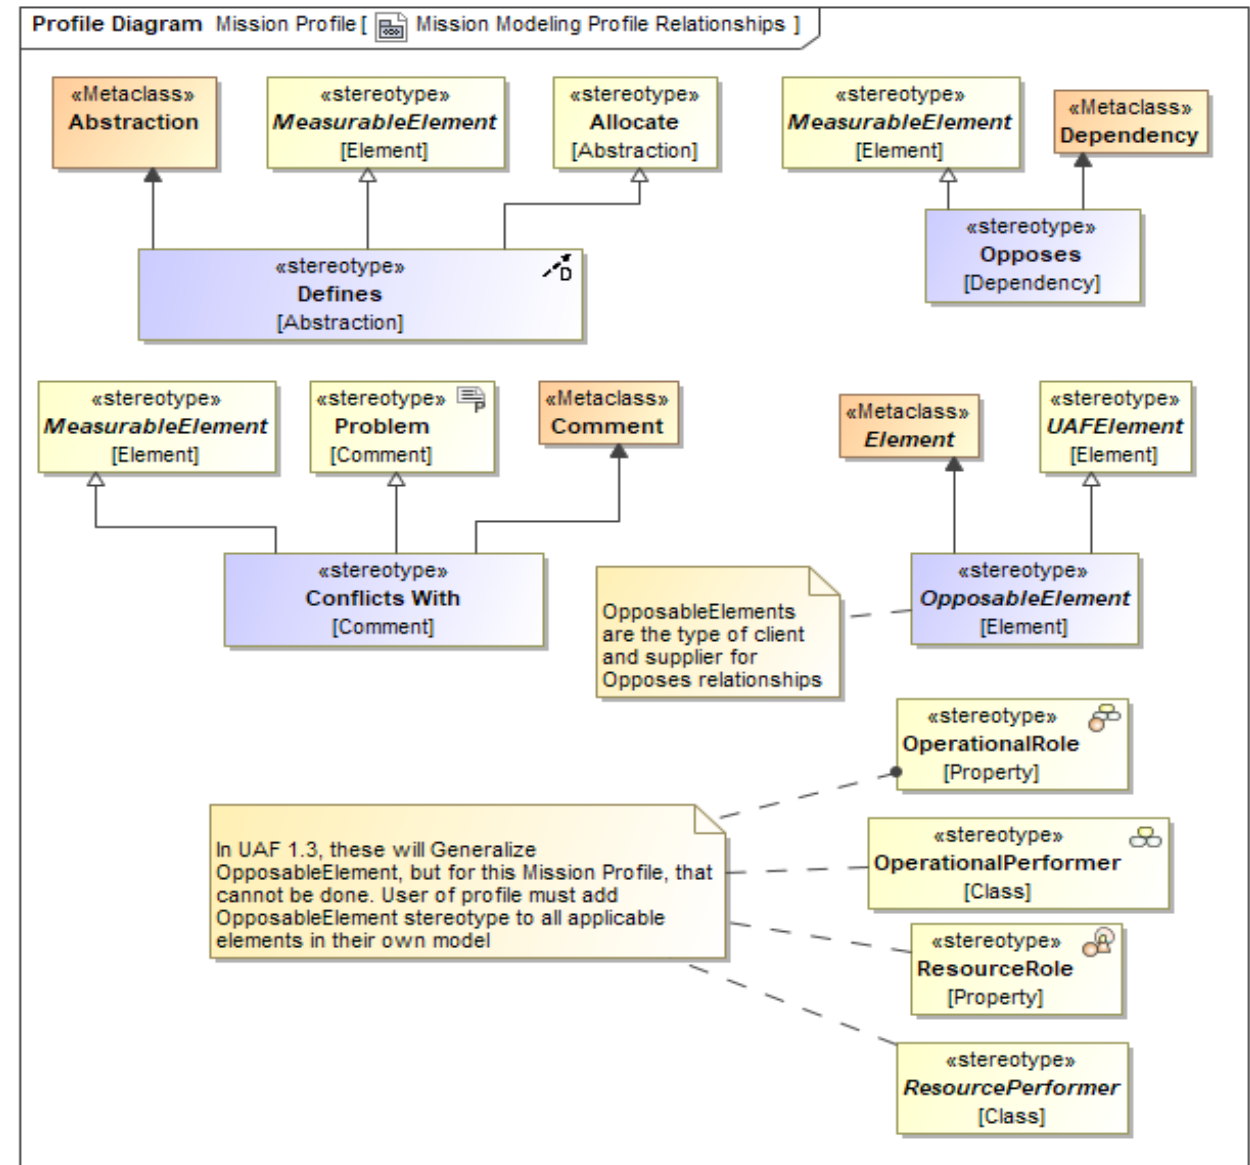 Profile Diagram Mission Profile [ Mission Modeling Profile Relationships ]
«Metaclass»
Abstraction
«stereotype»
MeasurableElement
[Element]
«stereotype»
Allocate
[Abstraction]
«stereotype»
MeasurableElement
[Element]
«Metaclass»
Dependency
«stereotype»
Defines
[Abstraction]
D
«stereotype»
Opposes
[Dependency]
«stereotype»
MeasurableElement
[Element]
«stereotype»
Problem
[Comment]
P
«Metaclass»
Comment
«Metaclass»
Element
«stereotype»
UAFElement
[Element]
«stereotype»
Conflicts With
[Comment]
OpposableElements
are the type of client
and supplier for
Opposes relationships
«stereotype»
OpposableElement
[Element]
«stereotype»
OperationalRole
[Property]
In UAF 1.3, these will Generalize
OpposableElement, but for this Mission Profile, that
cannot be done. User of profile must add
OpposableElement stereotype to all applicable
elements in their own model
«stereotype»
OperationalPerformer
[Class]
«stereotype»
ResourceRole
[Property]
«stereotype»
ResourcePerformer
[Class]